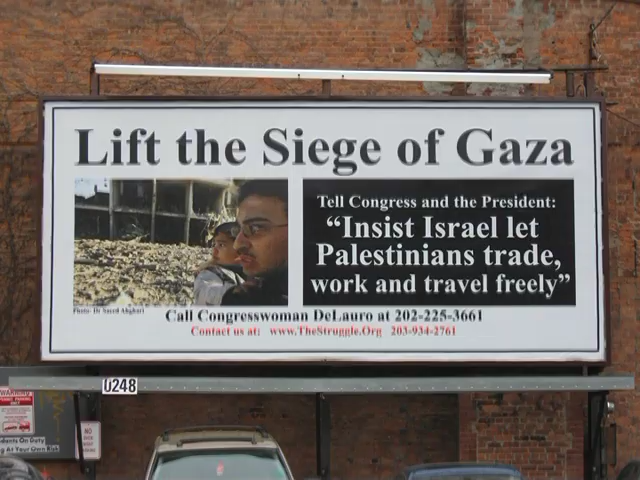 Lift the Siege of Gaza
Tell Congress and the President:
“Insist Israel let
Palestinians trade,
work and travel freely”
Photo- Dr Saeed Abghari
Call Congresswoman DeLauro at 202-225-3661
Contact us at: www.TheStruggle.Org 203-934-2761
0248
WARNING
NO